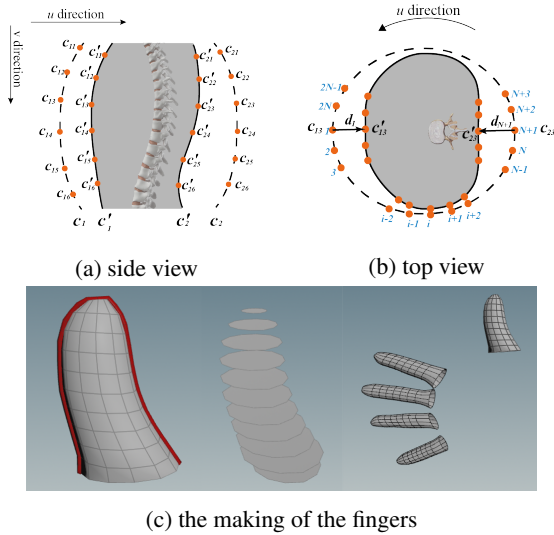 u direction
v direction
c11 c'11 c'21 c21
c12 c'12 c'22 c22
c13 c'13 c'23 c23
c14 c'14 c'24 c24
c15 c'15 c'25 c25
c16 c'16 c'26 c26
c1 c'1 c'2 c2
(a) side view
u direction
2N-1 N+3
2N N+2
c13 1 d1 c'13 c'23 dN+1 N+1 c23
2 N
3 N-1
i-2 i-1 i i+1 i+2
(b) top view
(c) the making of the fingers